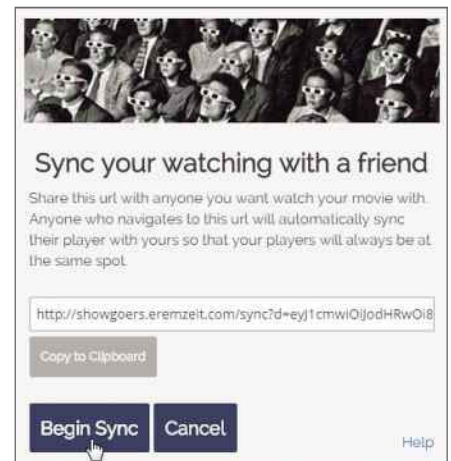 Sync your watching with a friend
Share this url with anyone you want watch your movie with.
Anyone who navigates to this url will automatically sync
their player with yours so that your players will always be at
the same spot.
http://showgoers.eremzeit.com/sync?d=eyJ1cmwiOiJodHRwOi8
Copy to Clipboard
Begin Sync Cancel
Help